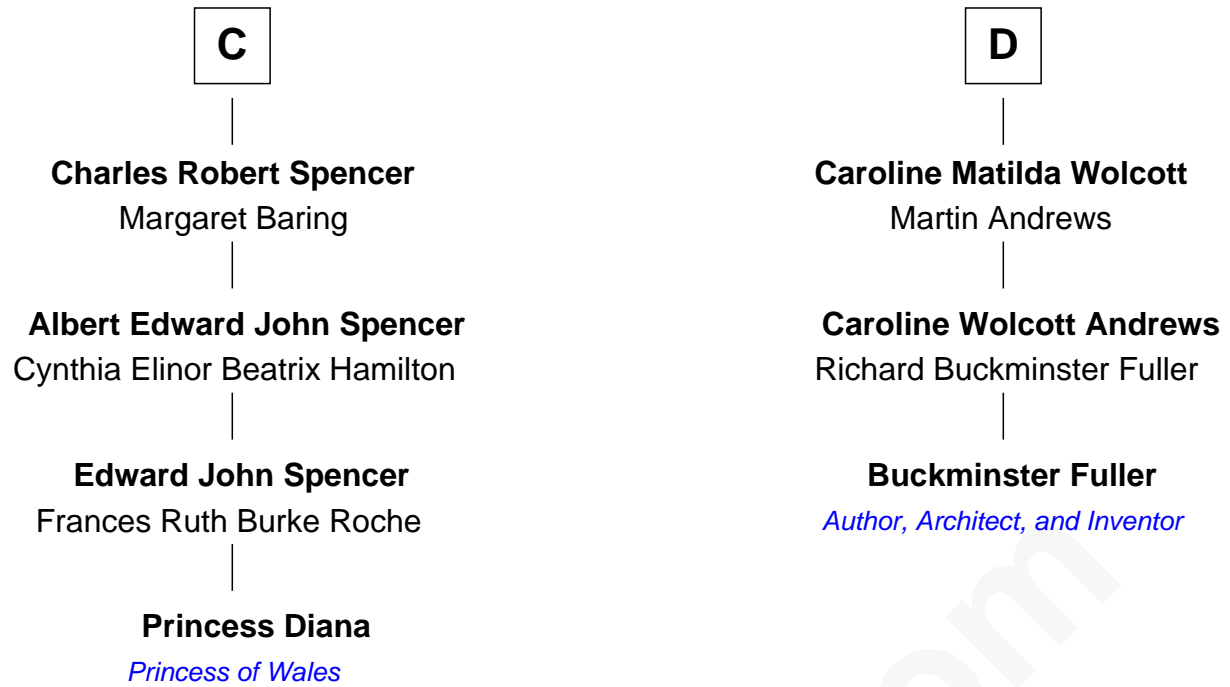 C
Charles Robert Spencer
Margaret Baring
Albert Edward John Spencer
Cynthia Elinor Beatrix Hamilton
Edward John Spencer
Frances Ruth Burke Roche
Princess Diana
Princess of Wales
D
Caroline Matilda Wolcott
Martin Andrews
Caroline Wolcott Andrews
Richard Buckminster Fuller
Buckminster Fuller
Author, Architect, and Inventor
om